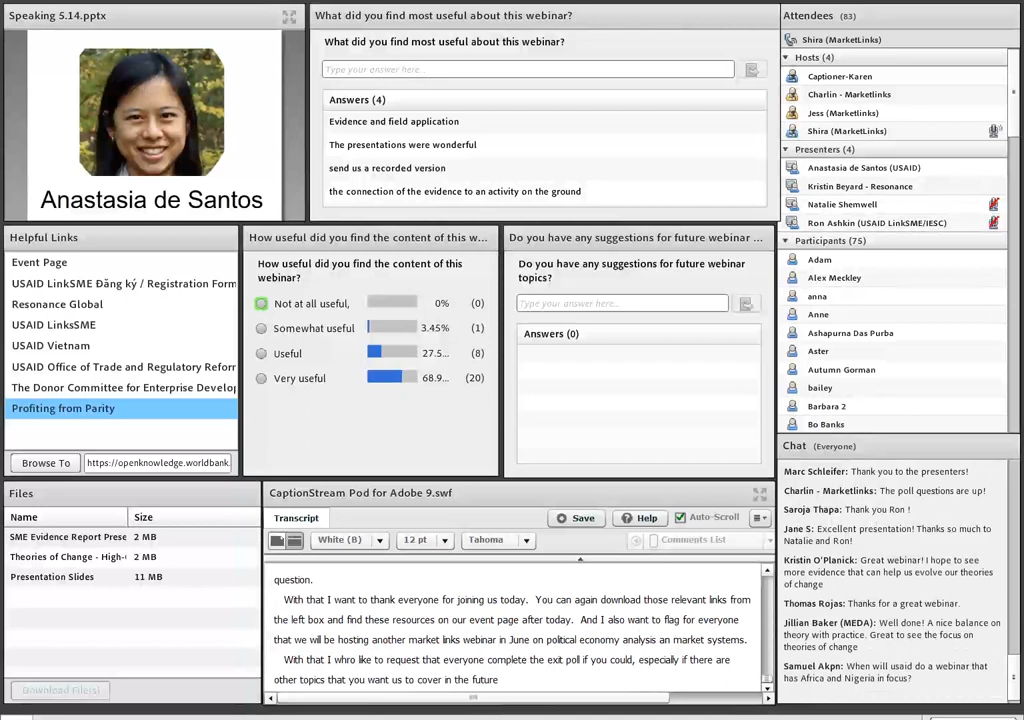 Speaking 5.14.pptx
Anastasia de Santos
What did you find most useful about this webinar?
What did you find most useful about this webinar?
Type your answer here...
Answers (4)
Evidence and field application
The presentations were wonderful
send us a recorded version
the connection of the evidence to an activity on the ground
Attendees (83)
Shira (MarketLinks)
Hosts (4)
Captioner-Karen
Charlin - Marketlinks
Jess (Marketlinks)
Shira (MarketLinks)
Presenters (4)
Anastasia de Santos (USAID)
Kristin Beyard - Resonance
Natalie Shemwell
Ron Ashkin (USAID LinkSME/IESC)
Participants (75)
Adam
Alex Meckley
anna
Anne
Ashapurna Das Purba
Aster
Autumn Gorman
bailey
Barbara 2
Bo Banks
Helpful Links
Event Page
USAID LinkSME Đăng ký / Registration Form
Resonance Global
USAID LinksSME
USAID Vietnam
USAID Office of Trade and Regulatory Refor
The Donor Committee for Enterprise Develop
Profiting from Parity
Browse To
https://openknowledge.worldbank.
How useful did you find the content of this w...
How useful did you find the content of this
webinar?
Not at all useful, 0% (0)
Somewhat useful 3.45% (1)
Useful 27.5... (8)
Very useful 68.9... (20)
Do you have any suggestions for future webinar ...
Do you have any suggestions for future webinar
topics?
Type your answer here...
Answers (0)
Files
Name Size
SME Evidence Report Prese 2 MB
Theories of Change - High-( 2 MB
Presentation Slides 11 MB
Download File(s)
CaptionStream Pod for Adobe 9.swf
Transcript
Save
Help
Auto-Scroll
White (B)
12 pt
Tahoma
Comments List
question.
With that I want to thank everyone for joining us today. You can again download those relevant links from
the left box and find these resources on our event page after today. And I also want to flag for everyone
that we will be hosting another market links webinar in June on political economy analysis an market systems.
With that I whro like to request that everyone complete the exit poll if you could, especially if there are
other topics that you want us to cover in the future
Chat (Everyone)
Marc Schleifer: Thank you to the presenters!
Charlin - Marketlinks: The poll questions are up!
Saroja Thapa: Thank you Ron !
Jane S: Excellent presentation! Thanks so much to
Natalie and Ron!
Kristin O'Planick: Great webinar! I hope to see
more evidence that can help us evolve our theories
of change
Thomas Rojas: Thanks for a great webinar.
Jillian Baker (MEDA): Well done! A nice balance on
theory with practice. Great to see the focus on
theories of change
Samuel Akpn: When will usaid do a webinar that
has Africa and Nigeria in focus?